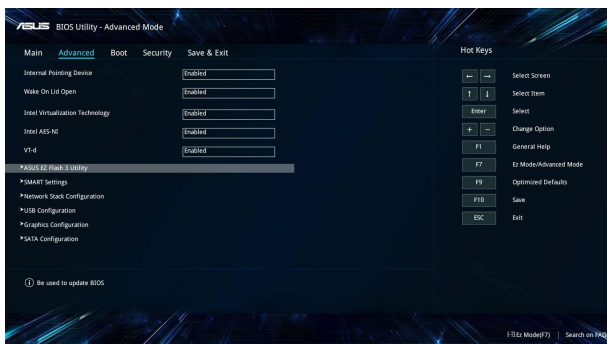 ASUS BIOS Utility - Advanced Mode
Main Advanced Boot Security Save & Exit
Internal Pointing Device Enabled
Wake On Lid Open Enabled
Intel Virtualization Technology Enabled
Intel AES-NI Enabled
VT-d Enabled
ASUS EZ Flash 3 Utility
SMART Settings
Network Stack Configuration
USB Configuration
Graphics Configuration
SATA Configuration
Be used to update BIOS
Hot Keys
← → Select Screen
↑ ↓ Select Item
Enter Select
+ − Change Option
F1 General Help
F7 Ez Mode/Advanced Mode
F9 Optimized Defaults
F10 Save
ESC Exit
Ez Mode(F7) | Search on FAQ